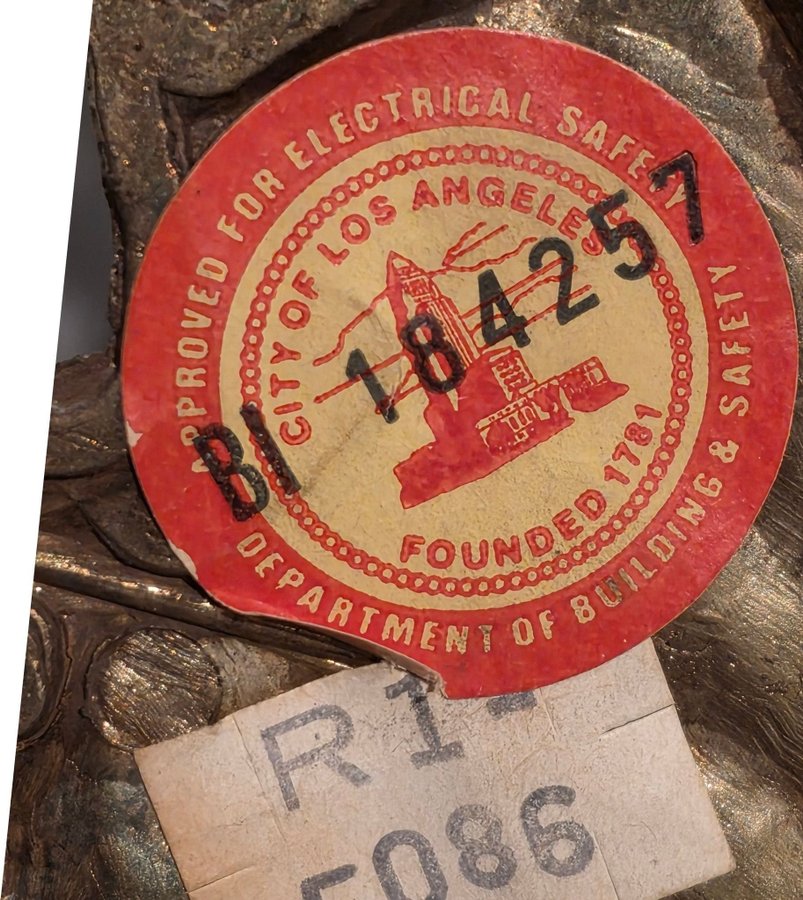 APPROVED FOR ELECTRICAL SAFETY
CITY OF LOS ANGELES
BI 184257
FOUNDED 1781
DEPARTMENT OF BUILDING & SAFETY
R1-
5086